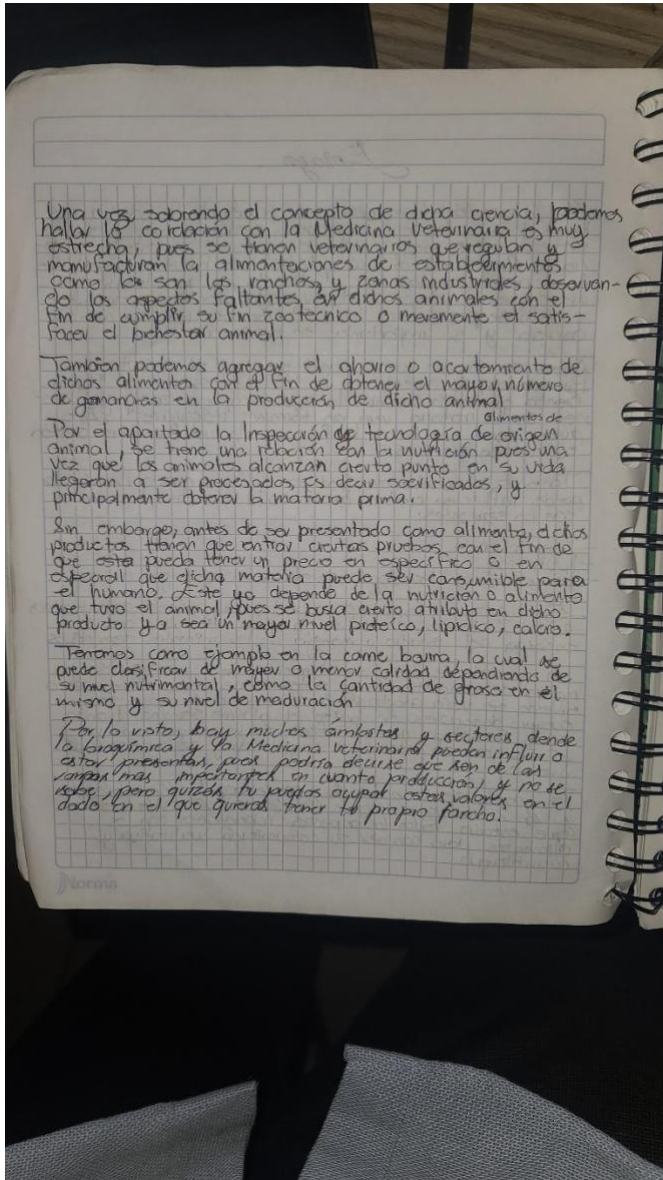 Una vez sobrendo el concepto de dicha ciencia, podemos
hallar la corelación con la Medicina Veterinaira es muy
estrecha, pues se tienen veterinarios que regulan y
manufacturan la alimentaciones de establecimientos
como los son los ranchos, y zonas industriales, observan-
do los aspectos faltantes en dichos animales con el
fin de cumplir su fin zootecnico o meramente el satis-
facer el bienestar animal.
Tambien podemos agregar el ahorro o acortamiento de
dichos alimentos con el fin de obtener el mayor número
de ganancias en la producción de dicho animal
alimentos de
Por el apartado la Inspección de tecnología de origen
animal, se tiene una relación con la nutrición pues una
vez que los animales alcanzan cierto punto en su vida
llegaran a ser procesados, Es decir sacrificados, y
principalmente obtener la materia prima.
Sin embargo, antes de ser presentado como alimento, dichos
productos tienen que entrar ciertas pruebas con el fin de
que esta pueda tener un precio en específico o en
que dicha materia puede ser consumible para
el humano. Este ya depende de la nutrición o alimento
que tuvo el animal, pues se busca cierto atributo en dicho
producto ya sea un mayor nivel proteíco, lipidico, calcio.
Tenemos como ejemplo en la carne bovina, la cual se
puede clasificar de mayor o menor calidad dependiendo de
su nivel nutrimental, como la cantidad de grasa en el
mismo y su nivel de maduración
Por lo visto, hay muchos ámbitos y sectores donde
la bioquímica y la Medicina Veterinaria pueden influir o
estar presentes, pues podría decirse que son de las
ramas más importantes en cuanto producción, y no se
sabe, pero quizás tu puedas ocupar estos valores en el
dado en el que quieras tener tu propio rancho.
Norma